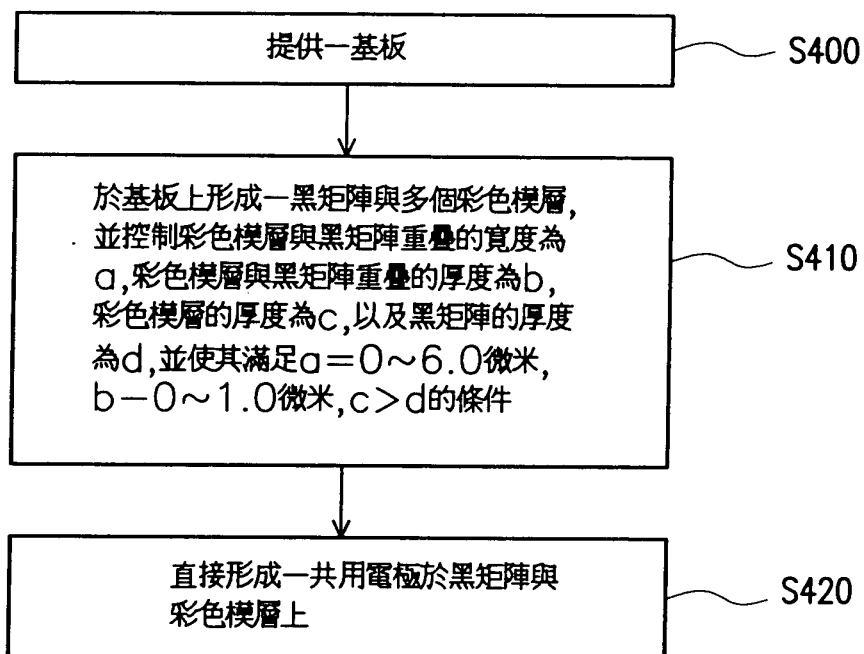 提供一基板
S400
於基板上形成一黑矩陣與多個彩色模層,
並控制彩色模層與黑矩陣重疊的寬度為
a,彩色模層與黑矩陣重疊的厚度為b,
彩色模層的厚度為c,以及黑矩陣的厚度
為d,並使其滿足a=0~6.0微米,
b-0~1.0微米,c>d的條件
S410
直接形成一共用電極於黑矩陣與
彩色模層上
S420